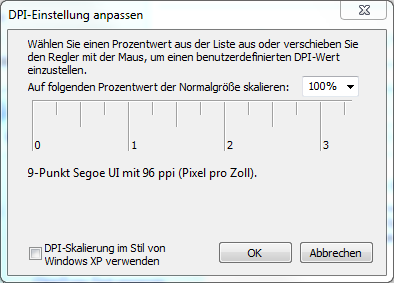 DPI-Einstellung anpassen
Wählen Sie einen Prozentwert aus der Liste aus oder verschieben Sie
den Regler mit der Maus, um einen benutzerdefinierten DPI-Wert
einzustellen.
Auf folgenden Prozentwert der Normalgröße skalieren: 100%
0 1 2 3
9-Punkt Segoe UI mit 96 ppi (Pixel pro Zoll).
DPI-Skalierung im Stil von
Windows XP verwenden
OK Abbrechen